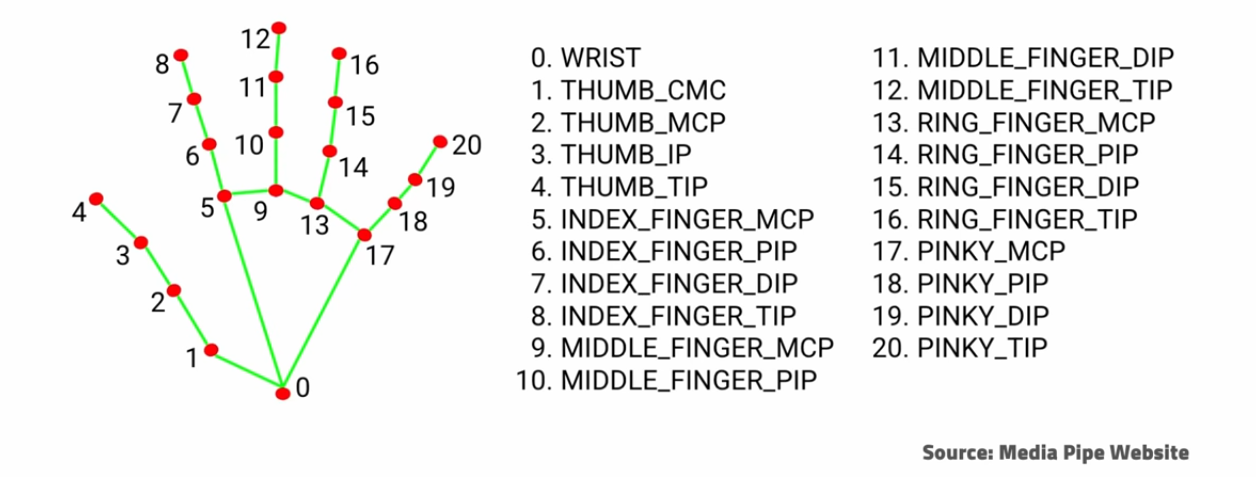 12
8
16
11
7
15
10
6
14
20
19
5
9
13
18
4
17
3
2
1
0
0. WRIST
1. THUMB_CMC
2. THUMB_MCP
3. THUMB_IP
4. THUMB_TIP
5. INDEX_FINGER_MCP
6. INDEX_FINGER_PIP
7. INDEX_FINGER_DIP
8. INDEX_FINGER_TIP
9. MIDDLE_FINGER_MCP
10. MIDDLE_FINGER_PIP
11. MIDDLE_FINGER_DIP
12. MIDDLE_FINGER_TIP
13. RING_FINGER_MCP
14. RING_FINGER_PIP
15. RING_FINGER_DIP
16. RING_FINGER_TIP
17. PINKY_MCP
18. PINKY_PIP
19. PINKY_DIP
20. PINKY_TIP
Source: Media Pipe Website